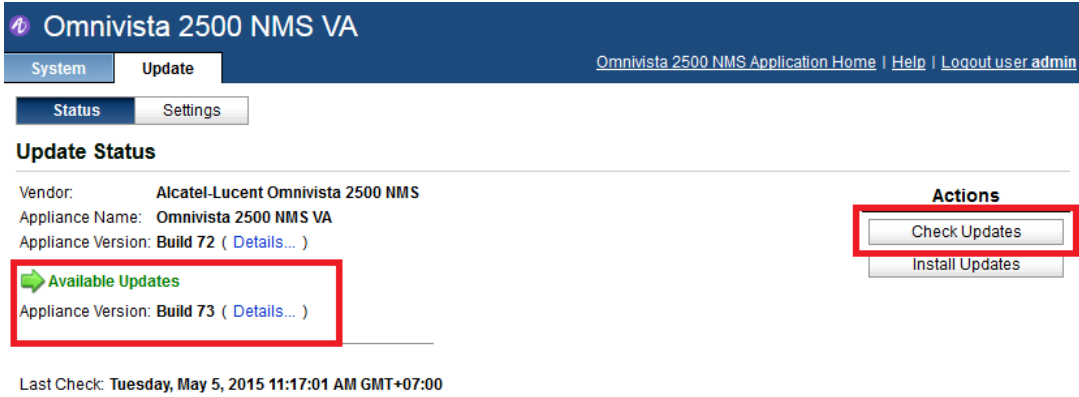 Omnivista 2500 NMS VA
System Update Omnivista 2500 NMS Application Home | Help | Logout user admin
Status Settings
Update Status
Vendor: Alcatel-Lucent Omnivista 2500 NMS
Appliance Name: Omnivista 2500 NMS VA
Appliance Version: Build 72 ( Details... )
Available Updates
Appliance Version: Build 73 ( Details... )
Last Check: Tuesday, May 5, 2015 11:17:01 AM GMT+07:00
Actions
Check Updates
Install Updates